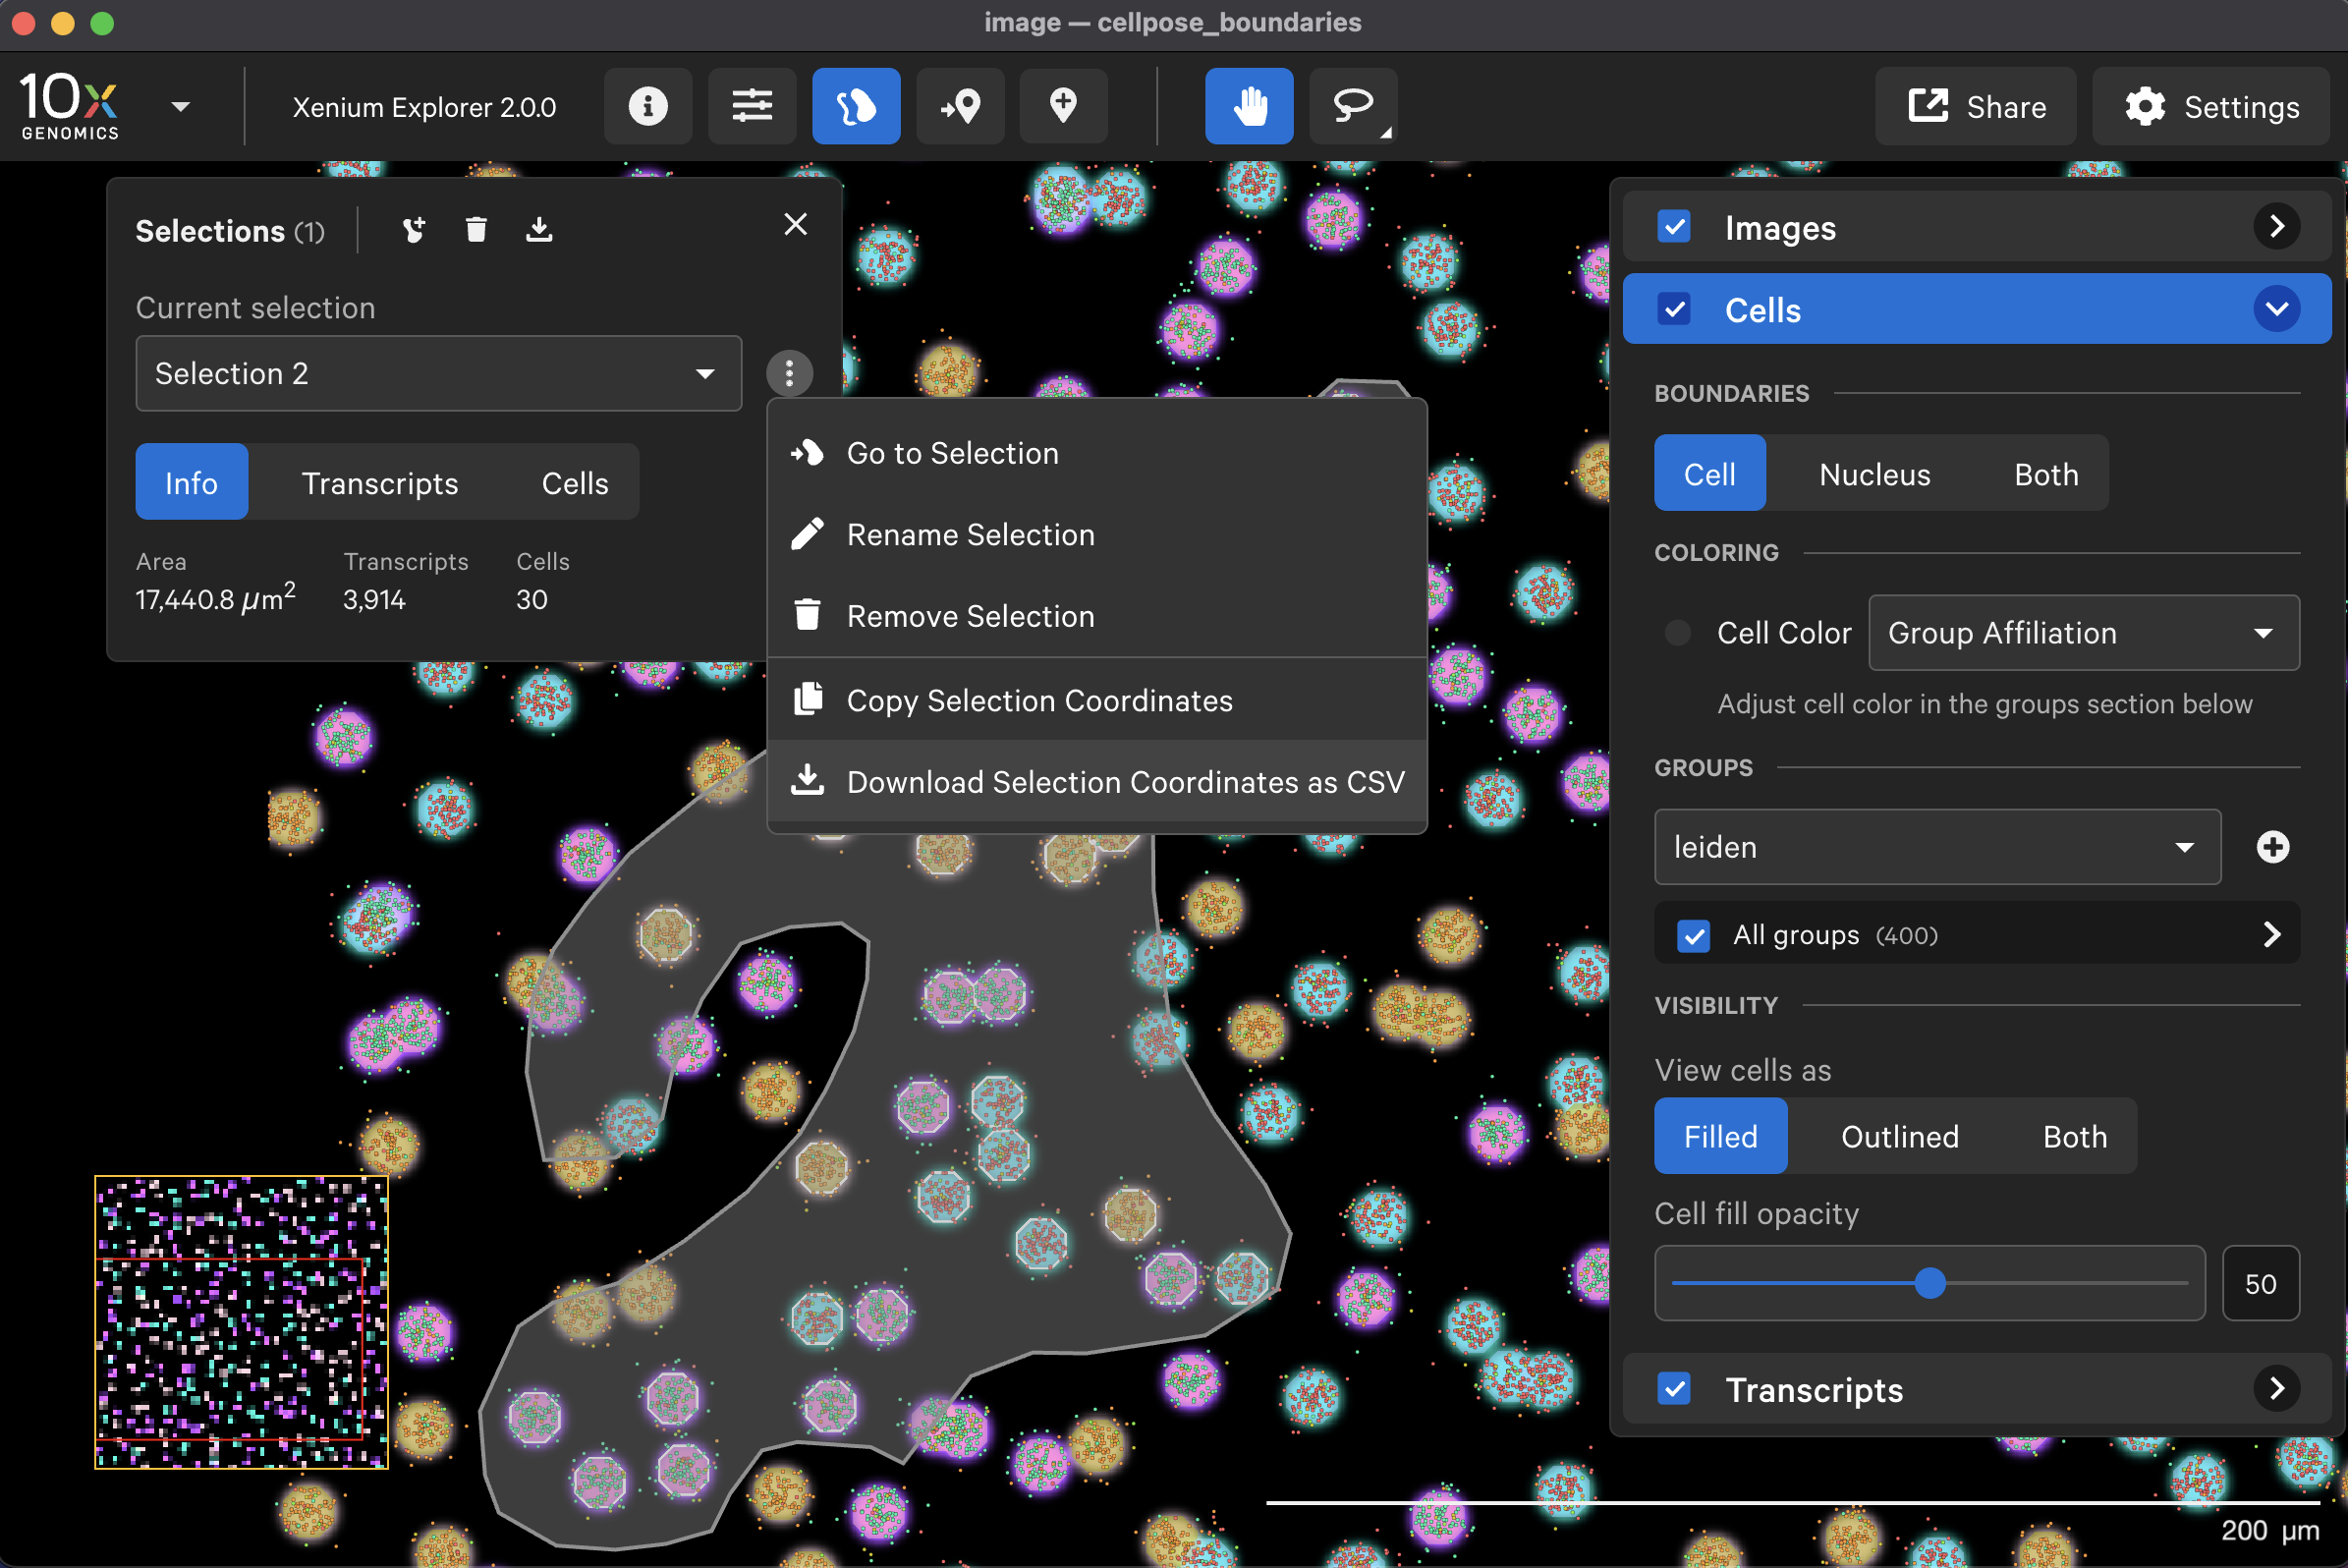 image — cellpose_boundaries
10x
GENOMICS
Xenium Explorer 2.0.0
Share
Settings
Selections (1)
Current selection
Selection 2
Info
Transcripts
Cells
Area
Transcripts
Cells
17,440.8 µm²
3,914
30
Go to Selection
Rename Selection
Remove Selection
Copy Selection Coordinates
Download Selection Coordinates as CSV
Images
Cells
BOUNDARIES
Cell
Nucleus
Both
COLORING
Cell Color
Group Affiliation
Adjust cell color in the groups section below
GROUPS
leiden
All groups (400)
VISIBILITY
View cells as
Filled
Outlined
Both
Cell fill opacity
50
Transcripts
200 µm